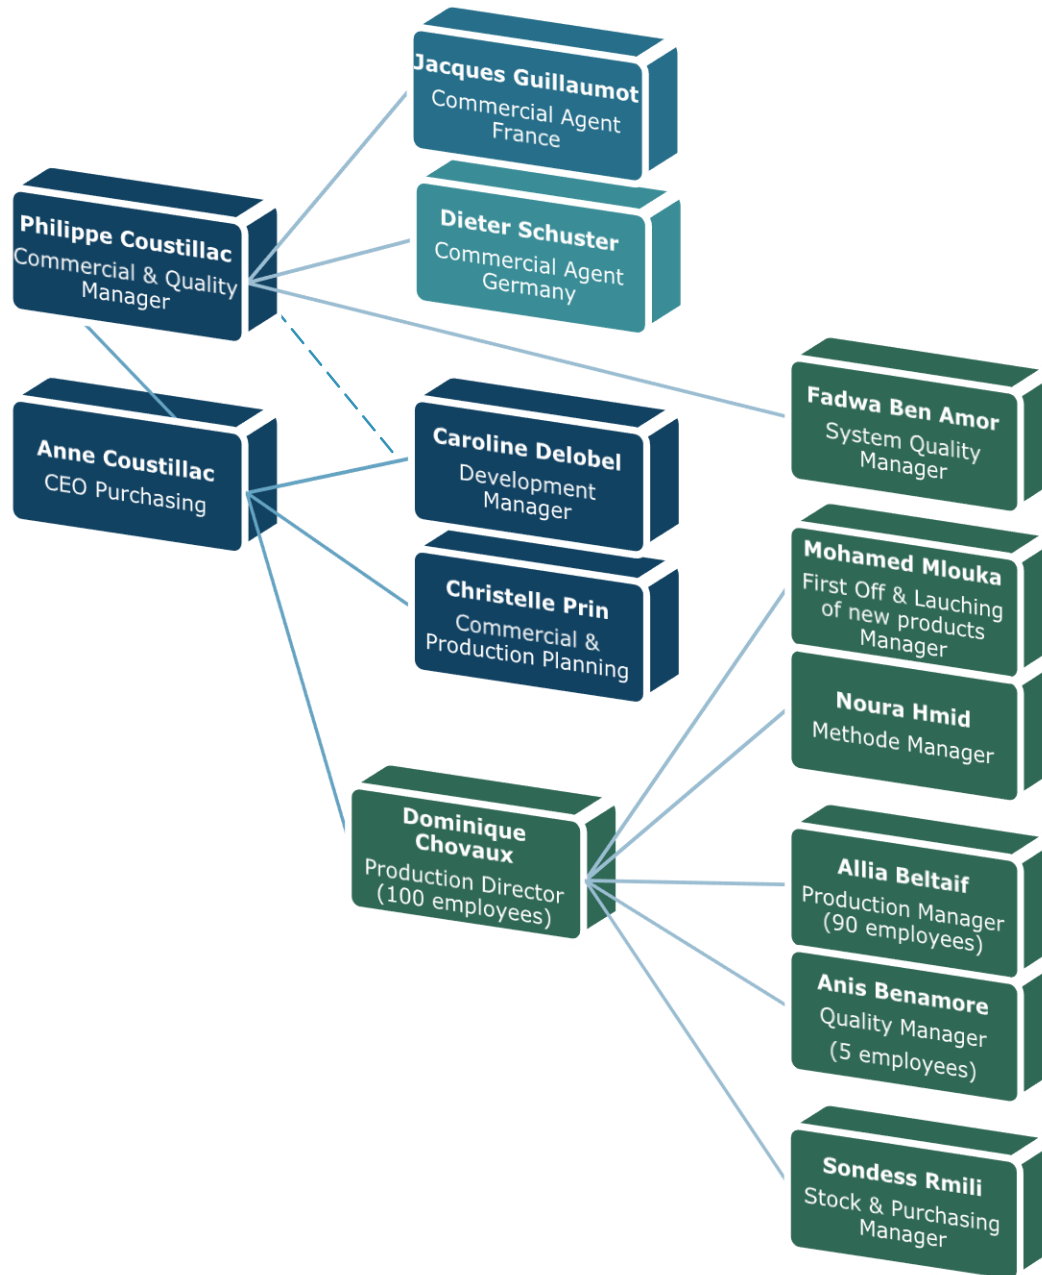 Jacques Guillaumot
Commercial Agent
France
Dieter Schuster
Commercial Agent
Germany
Philippe Coustillac
Commercial & Quality
Manager
Anne Coustillac
CEO Purchasing
Caroline Delobel
Development
Manager
Christelle Prin
Commercial &
Production Planning
Fadwa Ben Amor
System Quality
Manager
Mohamed Mlouka
First Off & Lauching
of new products
Manager
Noura Hmid
Methode Manager
Dominique
Chovaux
Production Director
(100 employees)
Allia Beltaif
Production Manager
(90 employees)
Anis Benamore
Quality Manager
(5 employees)
Sondess Rmili
Stock & Purchasing
Manager